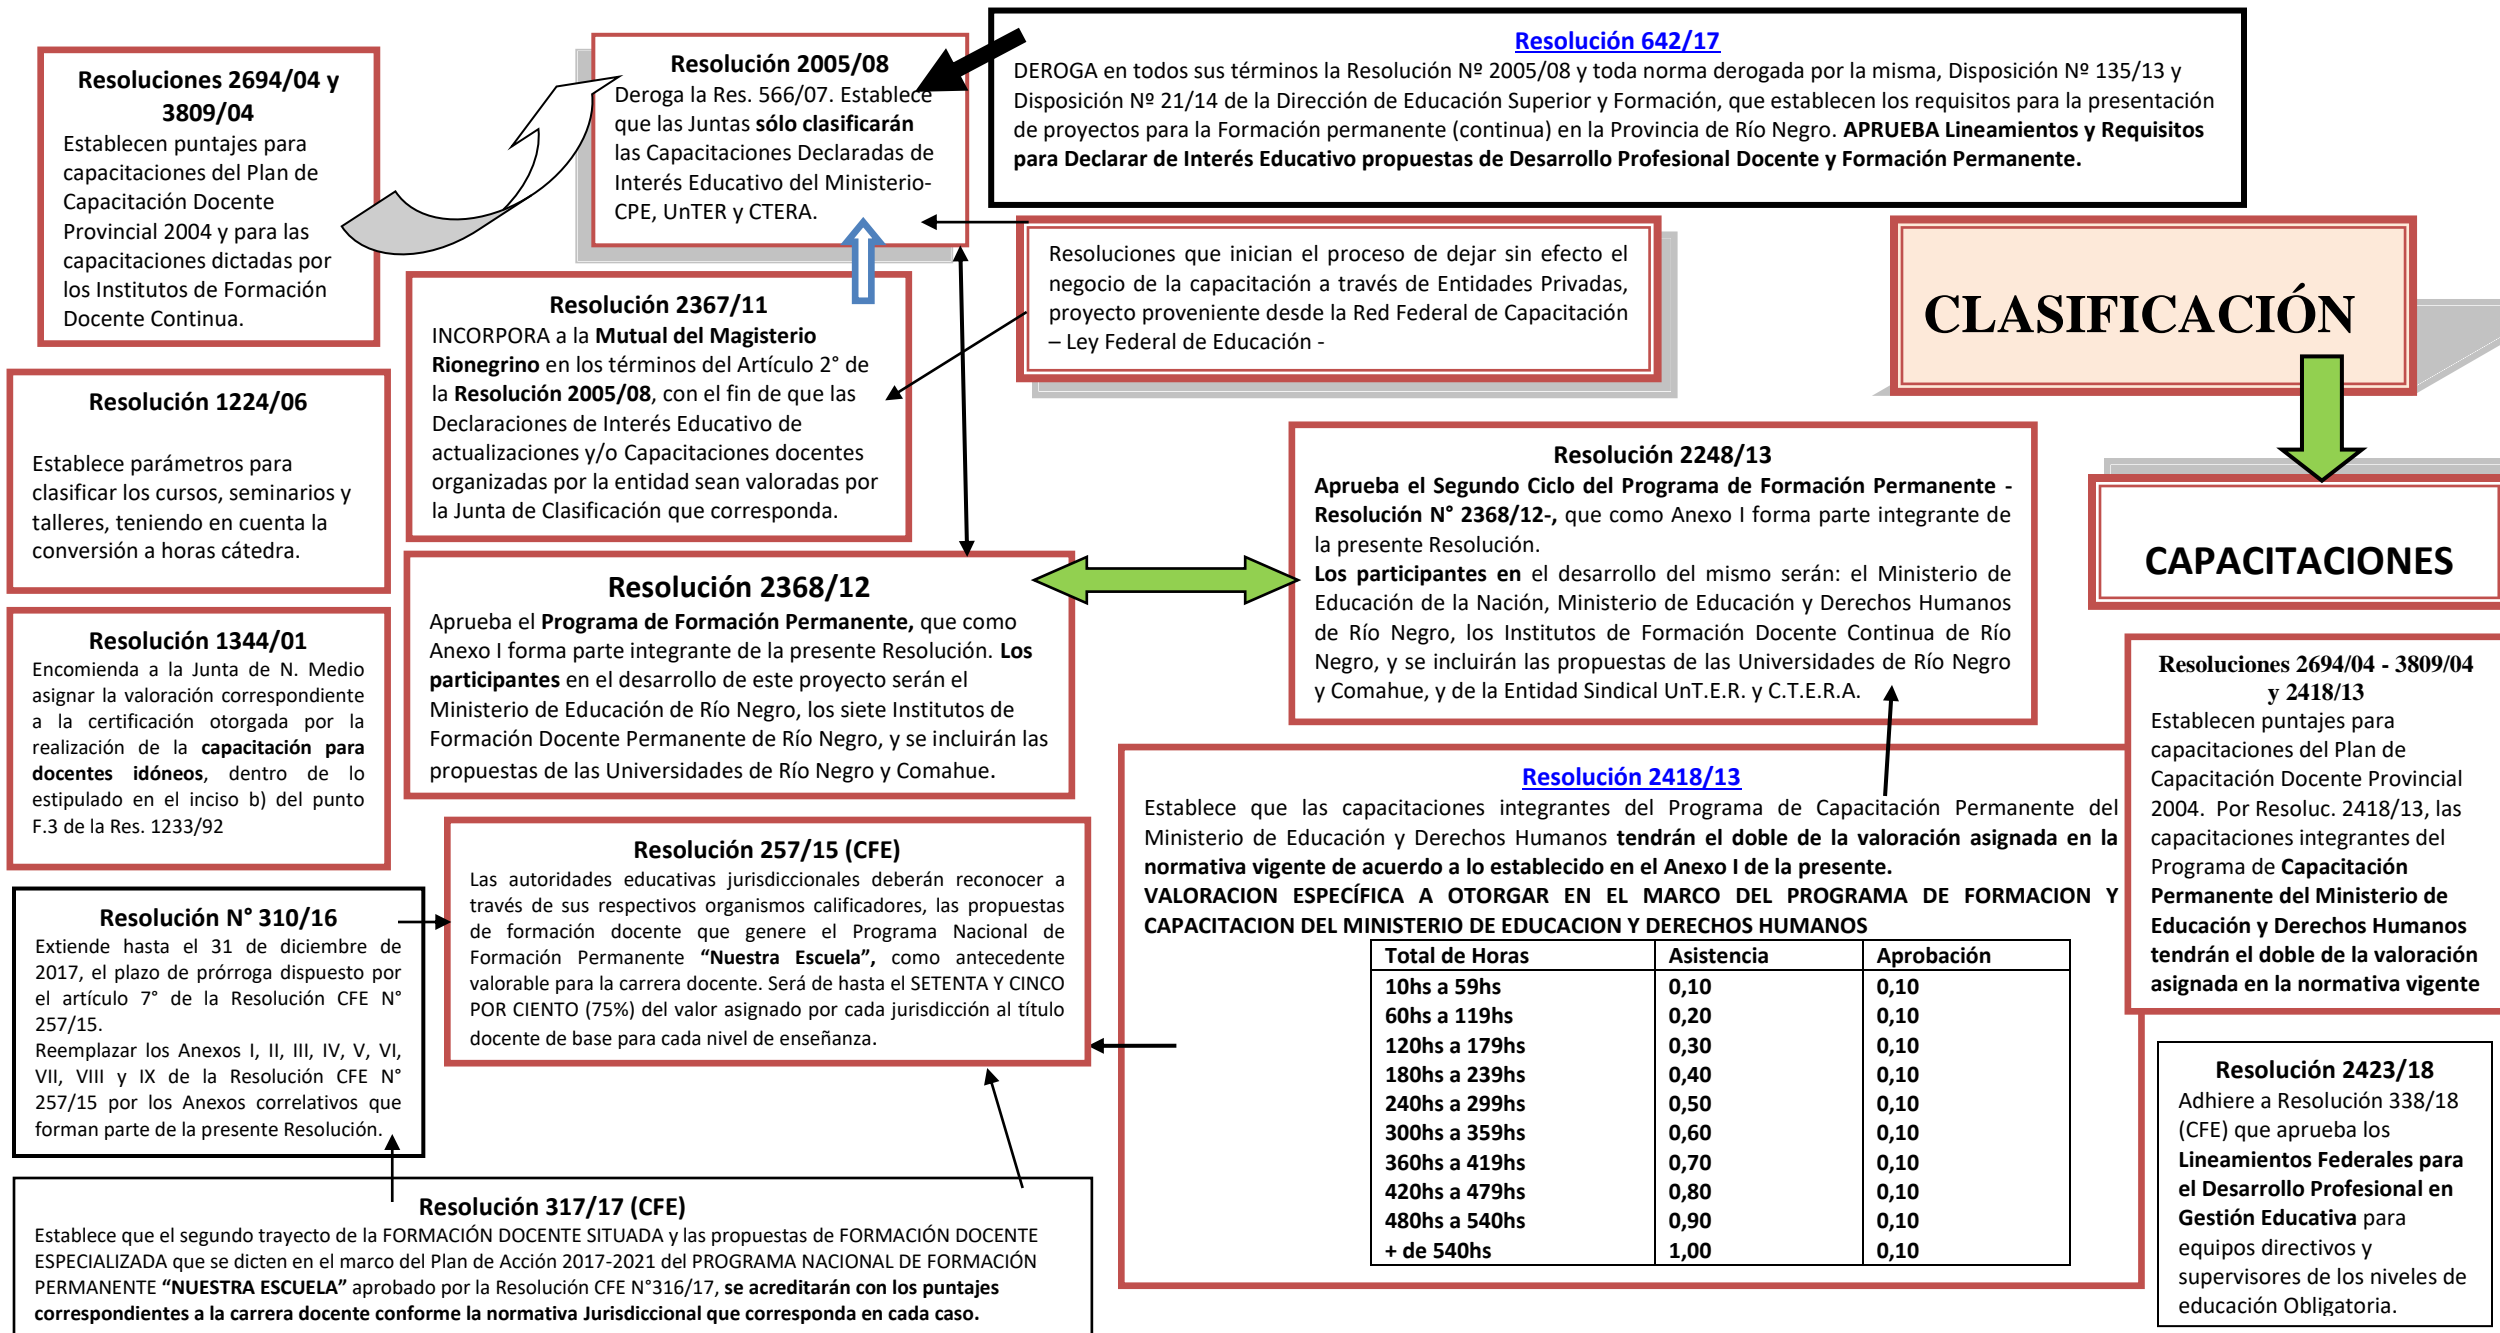 Resoluciones 2694/04 y
3809/04
Establecen puntajes para
capacitaciones del Plan de
Capacitación Docente
Provincial 2004 y para las
capacitaciones dictadas por
los Institutos de Formación
Docente Continua.
Resolución 2005/08
Deroga la Res. 566/07. Establece
que las Juntas sólo clasificarán
las Capacitaciones Declaradas de
Interés Educativo del Ministerio-
CPE, UnTER y CTERA.
Resolución 642/17
DEROGA en todos sus términos la Resolución Nº 2005/08 y toda norma derogada por la misma, Disposición Nº 135/13 y
Disposición Nº 21/14 de la Dirección de Educación Superior y Formación, que establecen los requisitos para la presentación
de proyectos para la Formación permanente (continua) en la Provincia de Río Negro. APRUEBA Lineamientos y Requisitos
para Declarar de Interés Educativo propuestas de Desarrollo Profesional Docente y Formación Permanente.
Resoluciones que inician el proceso de dejar sin efecto el
negocio de la capacitación a través de Entidades Privadas,
proyecto proveniente desde la Red Federal de Capacitación
– Ley Federal de Educación -
CLASIFICACIÓN
CAPACITACIONES
Resolución 2367/11
INCORPORA a la Mutual del Magisterio
Rionegrino en los términos del Artículo 2° de
la Resolución 2005/08, con el fin de que las
Declaraciones de Interés Educativo de
actualizaciones y/o Capacitaciones docentes
organizadas por la entidad sean valoradas por
la Junta de Clasificación que corresponda.
Resolución 1224/06
Establece parámetros para
clasificar los cursos, seminarios y
talleres, teniendo en cuenta la
conversión a horas cátedra.
Resolución 2248/13
Aprueba el Segundo Ciclo del Programa de Formación Permanente -
Resolución N° 2368/12-, que como Anexo I forma parte integrante de
la presente Resolución.
Los participantes en el desarrollo del mismo serán: el Ministerio de
Educación de la Nación, Ministerio de Educación y Derechos Humanos
de Río Negro, los Institutos de Formación Docente Continua de Río
Negro, y se incluirán las propuestas de las Universidades de Río Negro
y Comahue, y de la Entidad Sindical UnT.E.R. y C.T.E.R.A.
Resolución 2368/12
Aprueba el Programa de Formación Permanente, que como
Anexo I forma parte integrante de la presente Resolución. Los
participantes en el desarrollo de este proyecto serán el
Ministerio de Educación de Río Negro, los siete Institutos de
Formación Docente Permanente de Río Negro, y se incluirán las
propuestas de las Universidades de Río Negro y Comahue.
Resolución 1344/01
Encomienda a la Junta de N. Medio
asignar la valoración correspondiente
a la certificación otorgada por la
realización de la capacitación para
docentes idóneos, dentro de lo
estipulado en el inciso b) del punto
F.3 de la Res. 1233/92
Resoluciones 2694/04 - 3809/04
y 2418/13
Establecen puntajes para
capacitaciones del Plan de
Capacitación Docente Provincial
2004. Por Resoluc. 2418/13, las
capacitaciones integrantes del
Programa de Capacitación
Permanente del Ministerio de
Educación y Derechos Humanos
tendrán el doble de la valoración
asignada en la normativa vigente
Resolución 2418/13
Establece que las capacitaciones integrantes del Programa de Capacitación Permanente del
Ministerio de Educación y Derechos Humanos tendrán el doble de la valoración asignada en la
normativa vigente de acuerdo a lo establecido en el Anexo I de la presente.
VALORACION ESPECÍFICA A OTORGAR EN EL MARCO DEL PROGRAMA DE FORMACION Y
CAPACITACION DEL MINISTERIO DE EDUCACION Y DERECHOS HUMANOS
Total de Horas Asistencia Aprobación
10hs a 59hs 0,10 0,10
60hs a 119hs 0,20 0,10
120hs a 179hs 0,30 0,10
180hs a 239hs 0,40 0,10
240hs a 299hs 0,50 0,10
300hs a 359hs 0,60 0,10
360hs a 419hs 0,70 0,10
420hs a 479hs 0,80 0,10
480hs a 540hs 0,90 0,10
+ de 540hs 1,00 0,10
Resolución 257/15 (CFE)
Las autoridades educativas jurisdiccionales deberán reconocer a
través de sus respectivos organismos calificadores, las propuestas
de formación docente que genere el Programa Nacional de
Formación Permanente “Nuestra Escuela”, como antecedente
valorable para la carrera docente. Será de hasta el SETENTA Y CINCO
POR CIENTO (75%) del valor asignado por cada jurisdicción al título
docente de base para cada nivel de enseñanza.
Resolución N° 310/16
Extiende hasta el 31 de diciembre de
2017, el plazo de prórroga dispuesto por
el artículo 7° de la Resolución CFE N°
257/15.
Reemplazar los Anexos I, II, III, IV, V, VI,
VII, VIII y IX de la Resolución CFE N°
257/15 por los Anexos correlativos que
forman parte de la presente Resolución.
Resolución 2423/18
Adhiere a Resolución 338/18
(CFE) que aprueba los
Lineamientos Federales para
el Desarrollo Profesional en
Gestión Educativa para
equipos directivos y
supervisores de los niveles de
educación Obligatoria.
Resolución 317/17 (CFE)
Establece que el segundo trayecto de la FORMACIÓN DOCENTE SITUADA y las propuestas de FORMACIÓN DOCENTE
ESPECIALIZADA que se dicten en el marco del Plan de Acción 2017-2021 del PROGRAMA NACIONAL DE FORMACIÓN
PERMANENTE “NUESTRA ESCUELA” aprobado por la Resolución CFE N°316/17, se acreditarán con los puntajes
correspondientes a la carrera docente conforme la normativa Jurisdiccional que corresponda en cada caso.